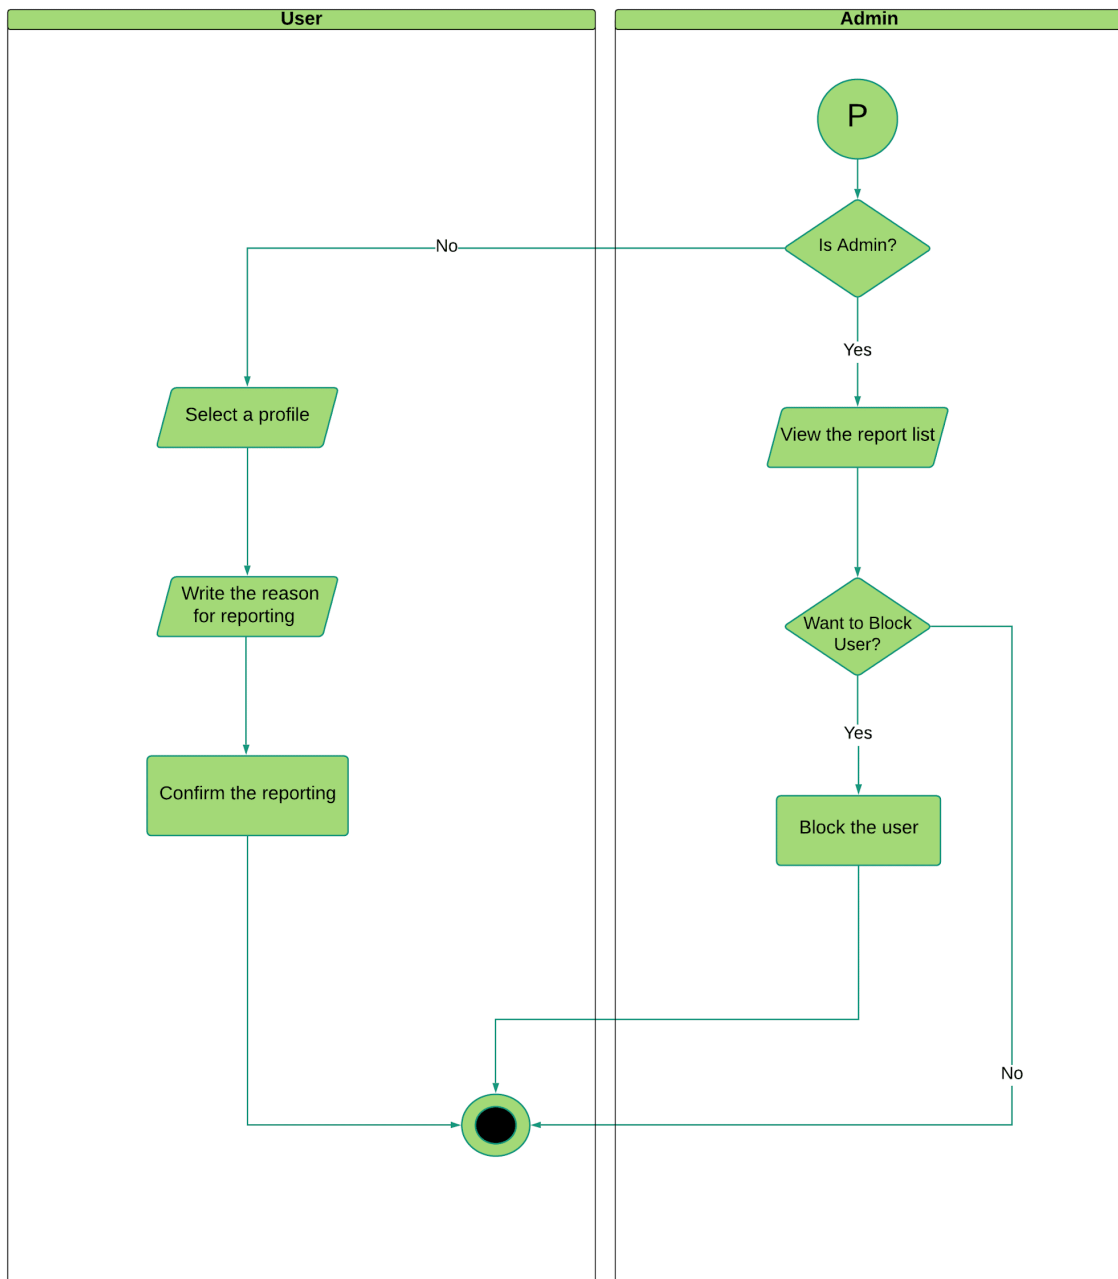 User
Admin
P
Is Admin?
No
Yes
Select a profile
View the report list
Write the reason
for reporting
Want to Block
User?
Yes
Confirm the reporting
Block the user
No